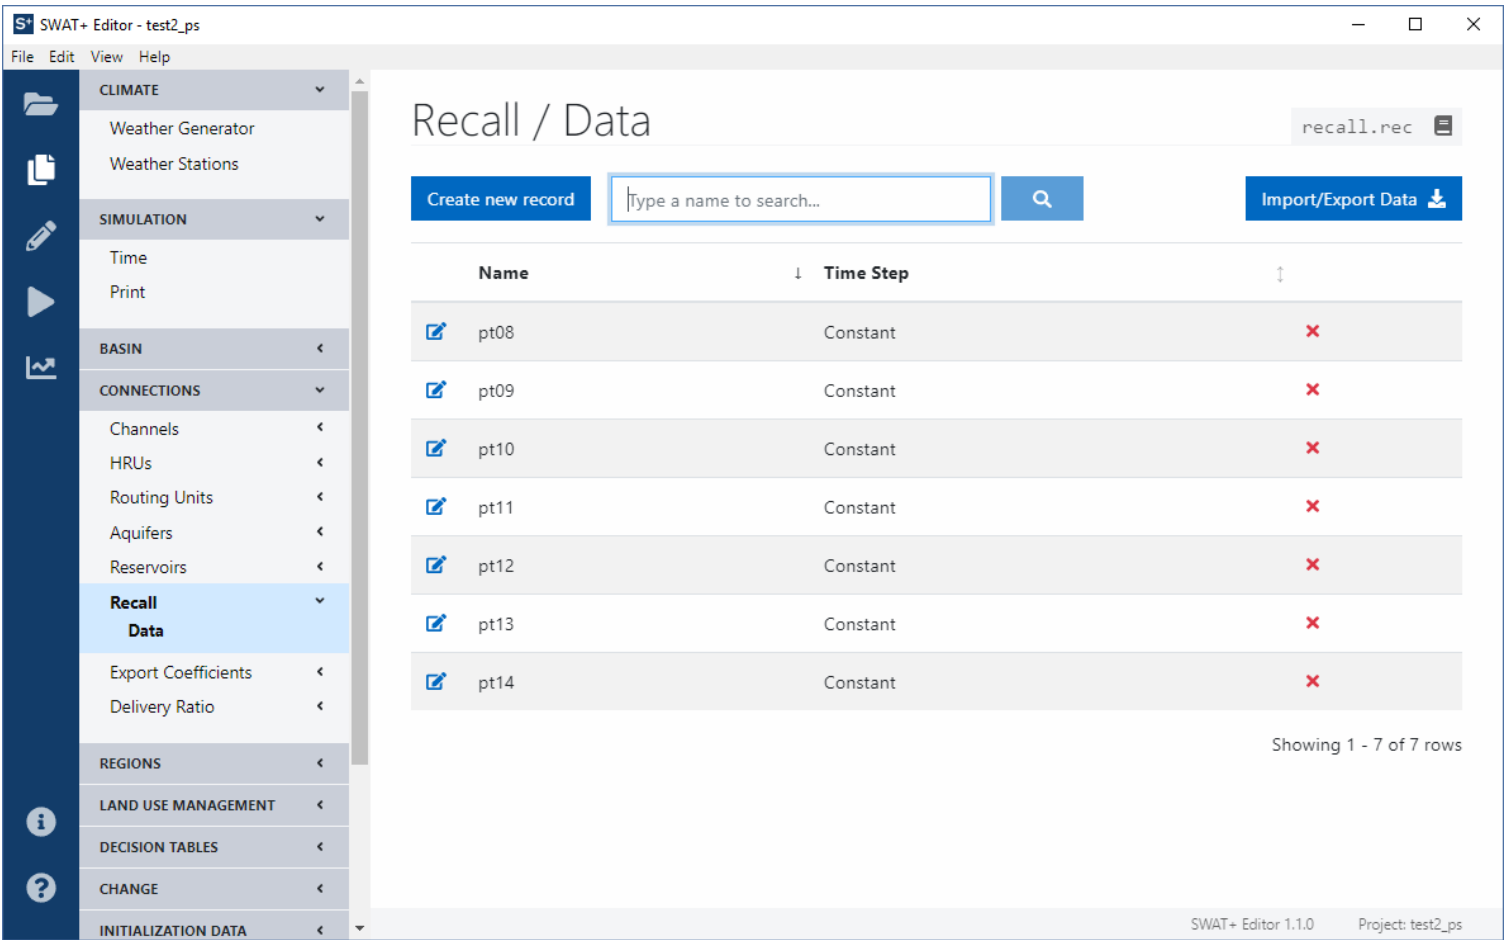 S+ SWAT+ Editor - test2_ps
File Edit View Help
CLIMATE
Weather Generator
Weather Stations
SIMULATION
Time
Print
BASIN
CONNECTIONS
Channels
HRUs
Routing Units
Aquifers
Reservoirs
Recall
Data
Export Coefficients
Delivery Ratio
REGIONS
LAND USE MANAGEMENT
DECISION TABLES
CHANGE
INITIALIZATION DATA
Recall / Data
recall.rec
Create new record
Type a name to search...
Import/Export Data
Name Time Step
pt08 Constant
pt09 Constant
pt10 Constant
pt11 Constant
pt12 Constant
pt13 Constant
pt14 Constant
Showing 1 - 7 of 7 rows
SWAT+ Editor 1.1.0 Project: test2_ps